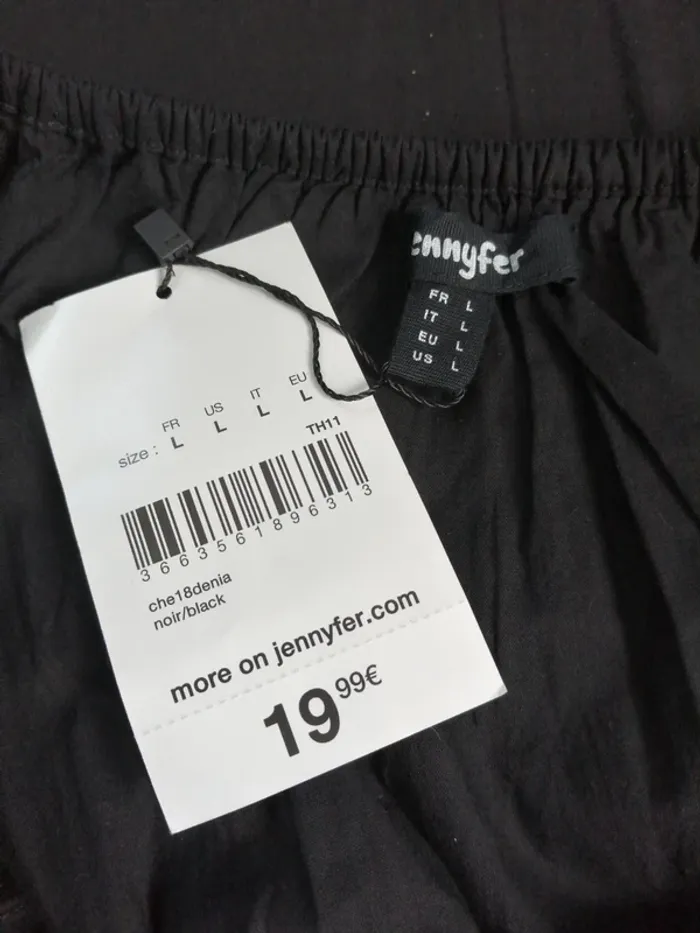 ennyfer
FR L
IT L
EU L
US L
FR US IT EU
size : L L L L
TH11
3663561896313
che18denia
noir/black
more on jennyfer.com
19 99€